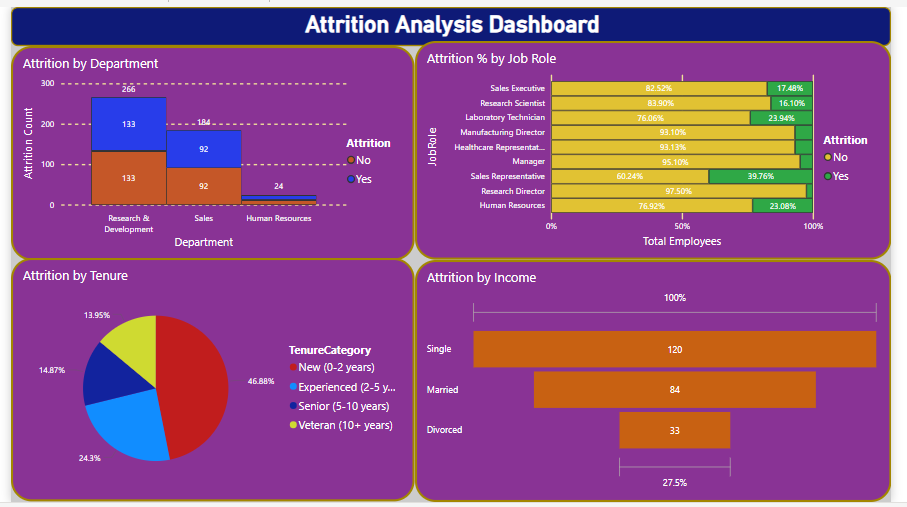 Attrition Analysis Dashboard
Attrition by Department
300
200
100
0
Attrition Count
266
133
133
184
92
92
24
Research &
Development
Sales
Human Resources
Department
Attrition
No
Yes
Attrition % by Job Role
JobRole
Sales Executive
82.52%
17.48%
Research Scientist
83.90%
16.10%
Laboratory Technician
76.06%
23.94%
Manufacturing Director
93.10%
Healthcare Representat...
93.13%
Manager
95.10%
Sales Representative
60.24%
39.76%
Research Director
97.50%
Human Resources
76.92%
23.08%
0%
50%
100%
Total Employees
Attrition
No
Yes
Attrition by Tenure
13.95%
14.87%
24.3%
46.88%
TenureCategory
New (0-2 years)
Experienced (2-5 y...
Senior (5-10 years)
Veteran (10+ years)
Attrition by Income
100%
Single
120
Married
84
Divorced
33
27.5%